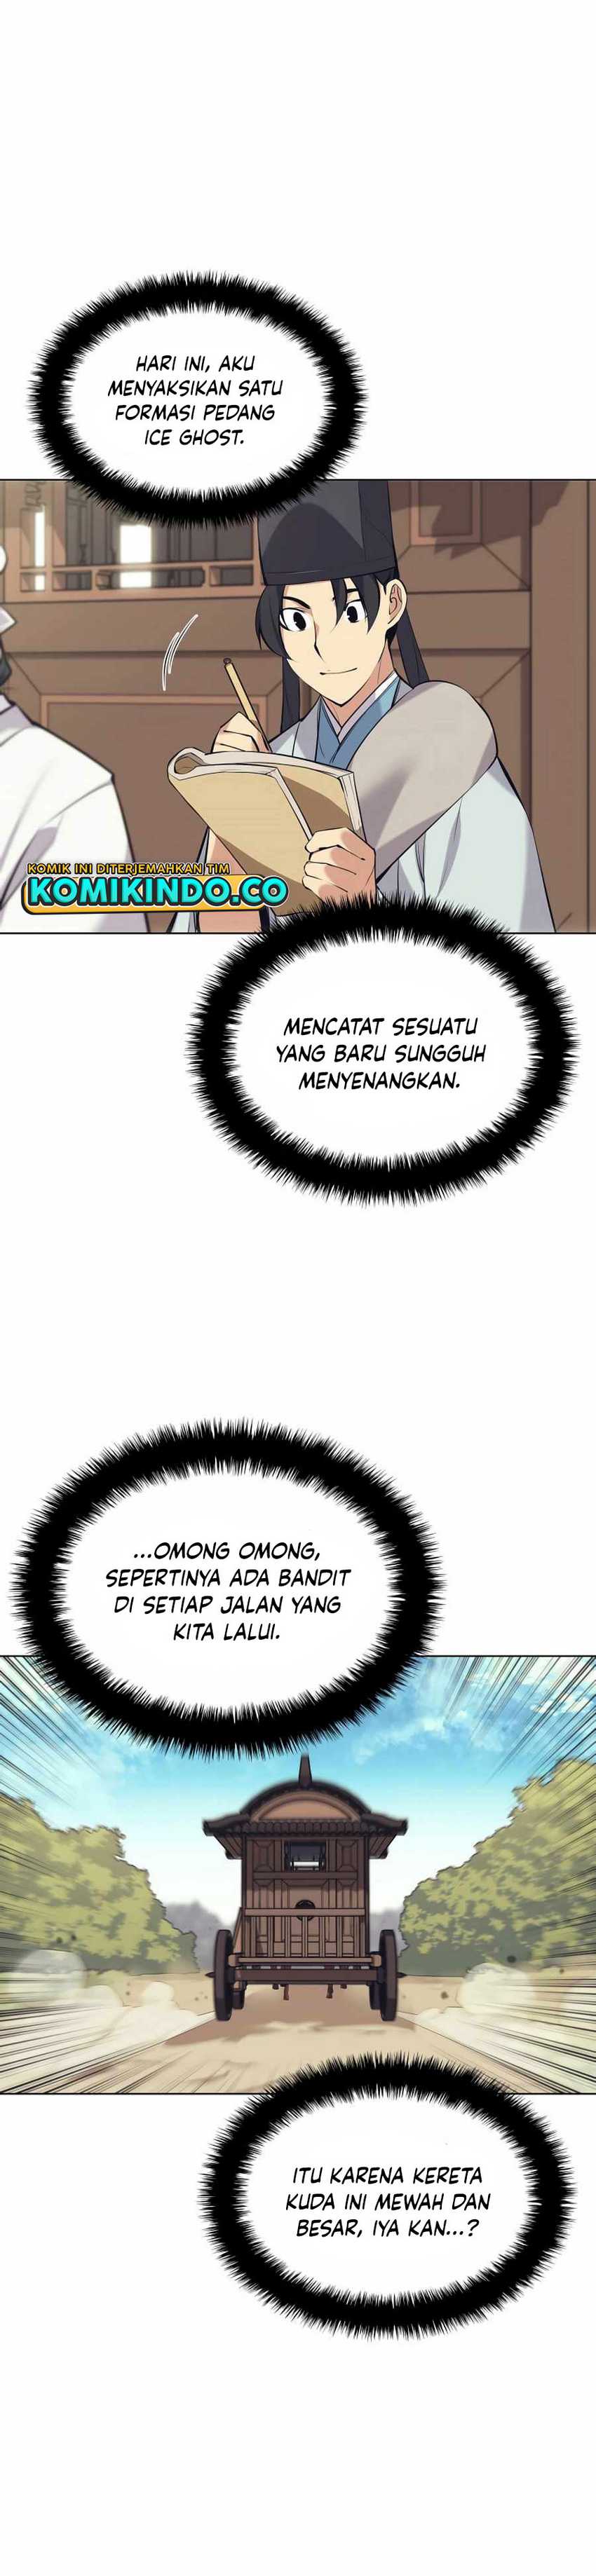 HARI INI, AKU
MENYAKSIKAN SATU
FORMASI PEDANG
ICE GHOST.
KOMIK INI DITERJEMAHKAN TIM
KOMIKINDO.CO
MENCATAT SESUATU
YANG BARU SUNGGUH
MENYENANGKAN.
...OMONG OMONG,
SEPERTINYA ADA BANDIT
DI SETIAP JALAN YANG
KITA LALUI.
ITU KARENA KERETA
KUDA INI MEWAH DAN
BESAR, IYA KAN...?